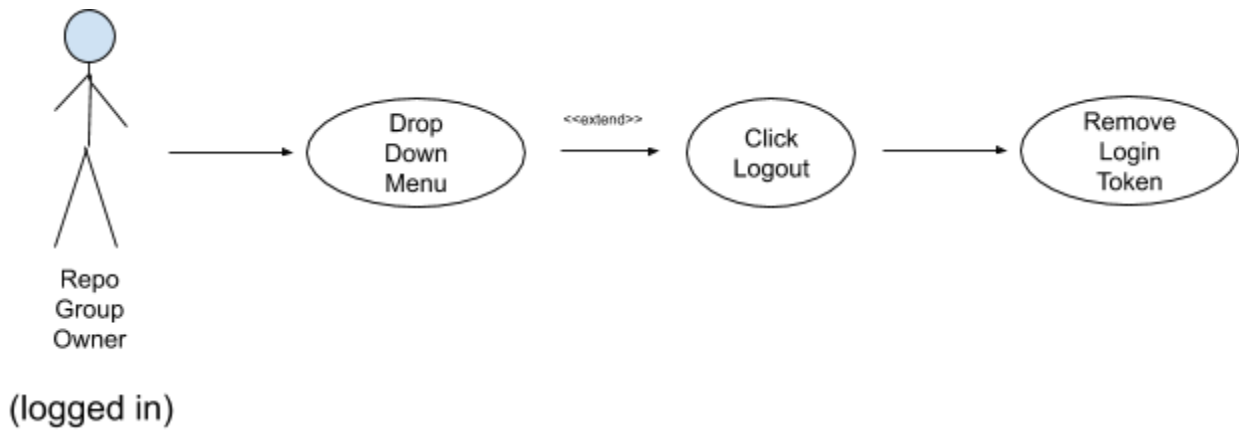 Repo
Group
Owner
(logged in)
Drop
Down
Menu
<<extend>>
Click
Logout
Remove
Login
Token